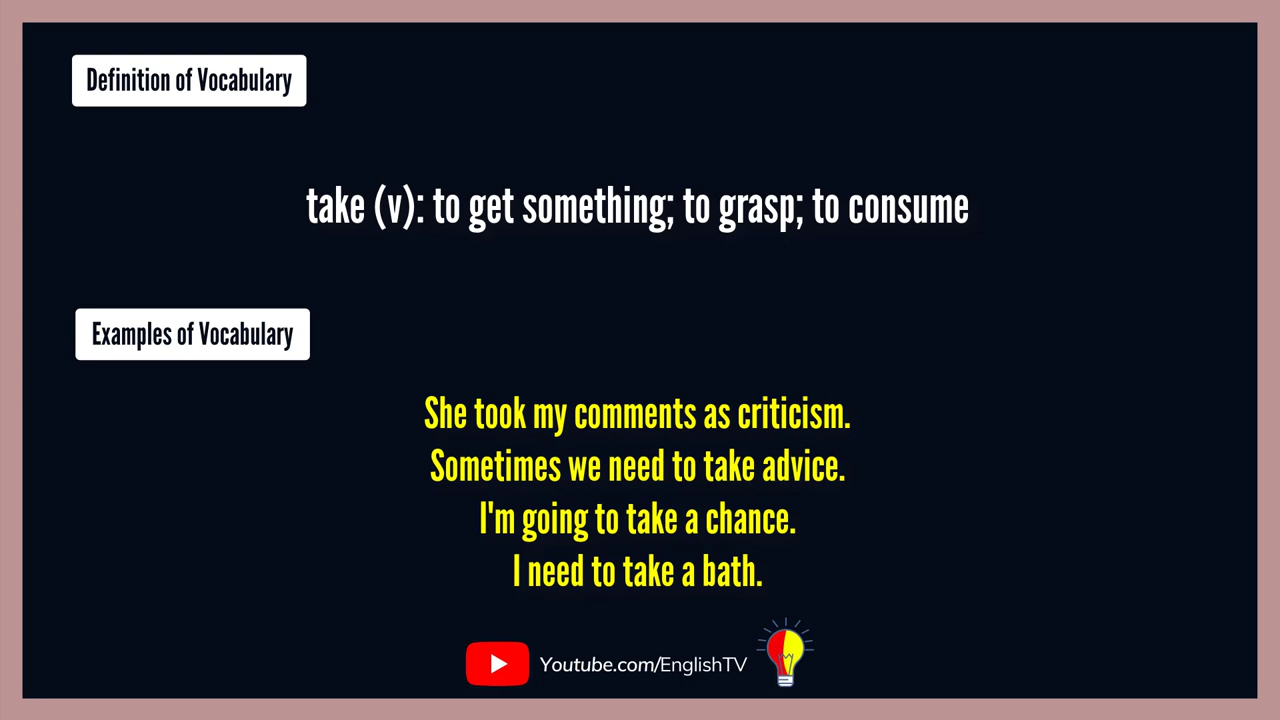 Definition of Vocabulary
take (v): to get something; to grasp; to consume
Examples of Vocabulary
She took my comments as criticism.
Sometimes we need to take advice.
I'm going to take a chance.
I need to take a bath.
Youtube.com/EnglishTV